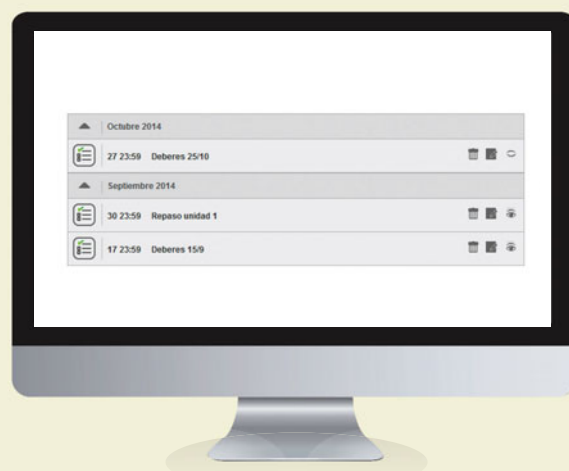 Octubre 2014
27 23:59 Deberes 25/10
Septiembre 2014
30 23:59 Repaso unidad 1
17 23:59 Deberes 15/9